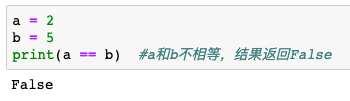 a = 2
b = 5
print(a == b)  #a和b不相等, 结果返回False
False